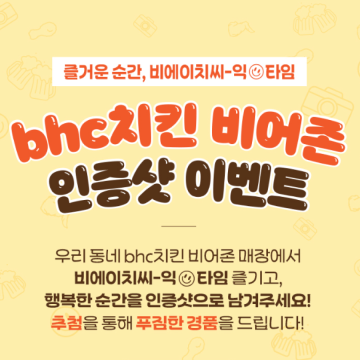 즐거운 순간, 비에이치씨-익☺타임
bhc치킨 비어존
인증샷 이벤트
우리 동네 bhc치킨 비어존 매장에서
비에이치씨-익☺타임 즐기고,
행복한 순간을 인증샷으로 남겨주세요!
추첨을 통해 푸짐한 경품을 드립니다!